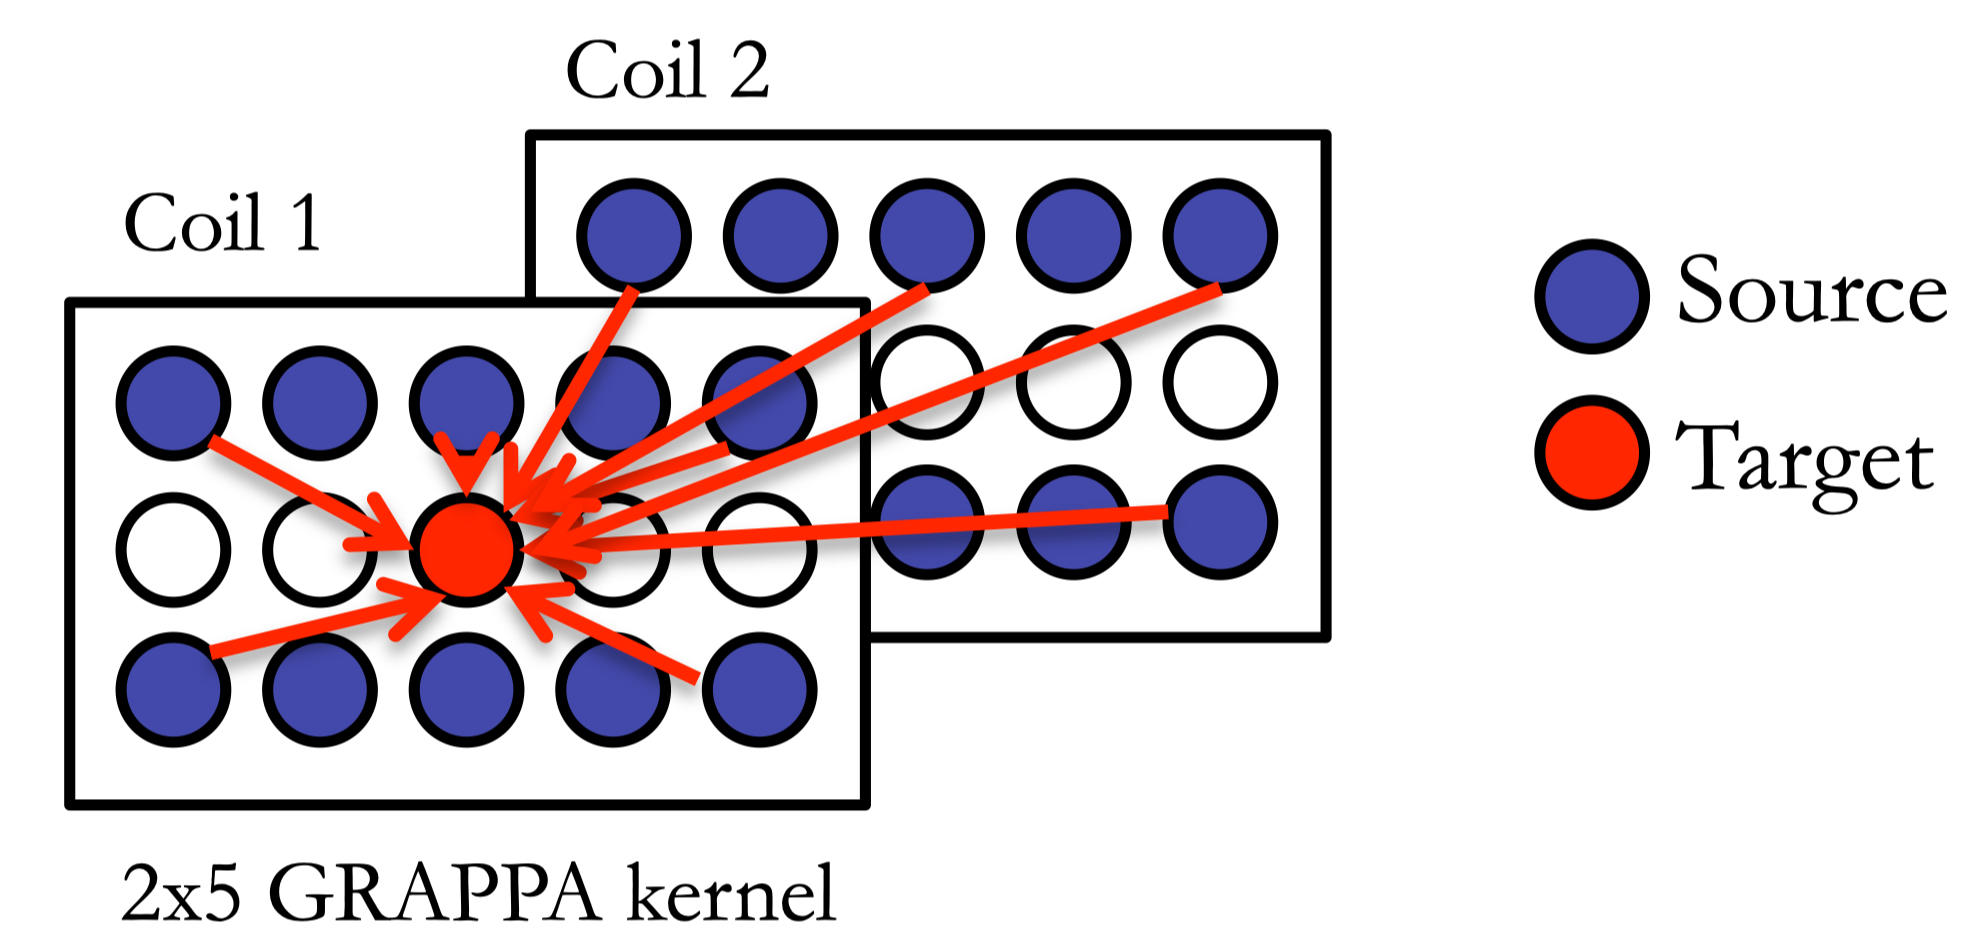 Coil 2
Coil 1
Source
Target
2x5 GRAPPA kernel